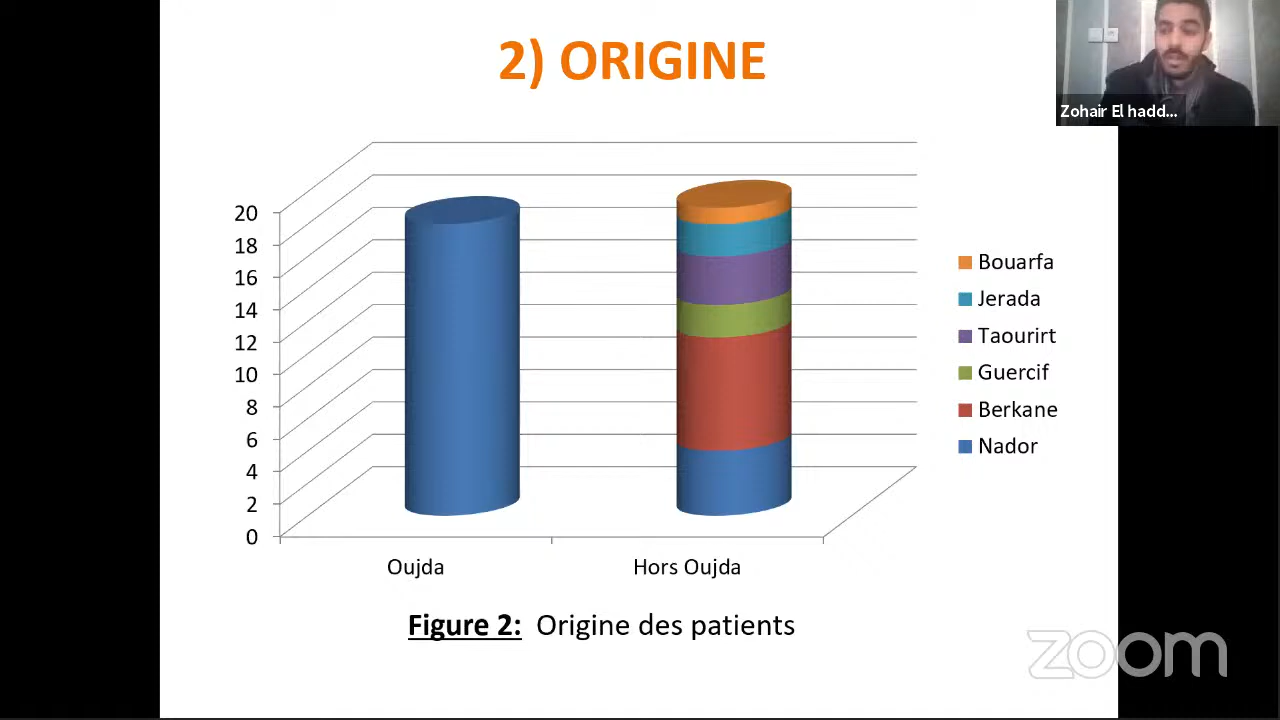 2) ORIGINE
Zohair El hadd...
20
18
16
14
12
10
8
6
4
2
0
Bouarfa
Jerada
Taourirt
Guercif
Berkane
Nador
Oujda
Hors Oujda
Figure 2: Origine des patients
zoom